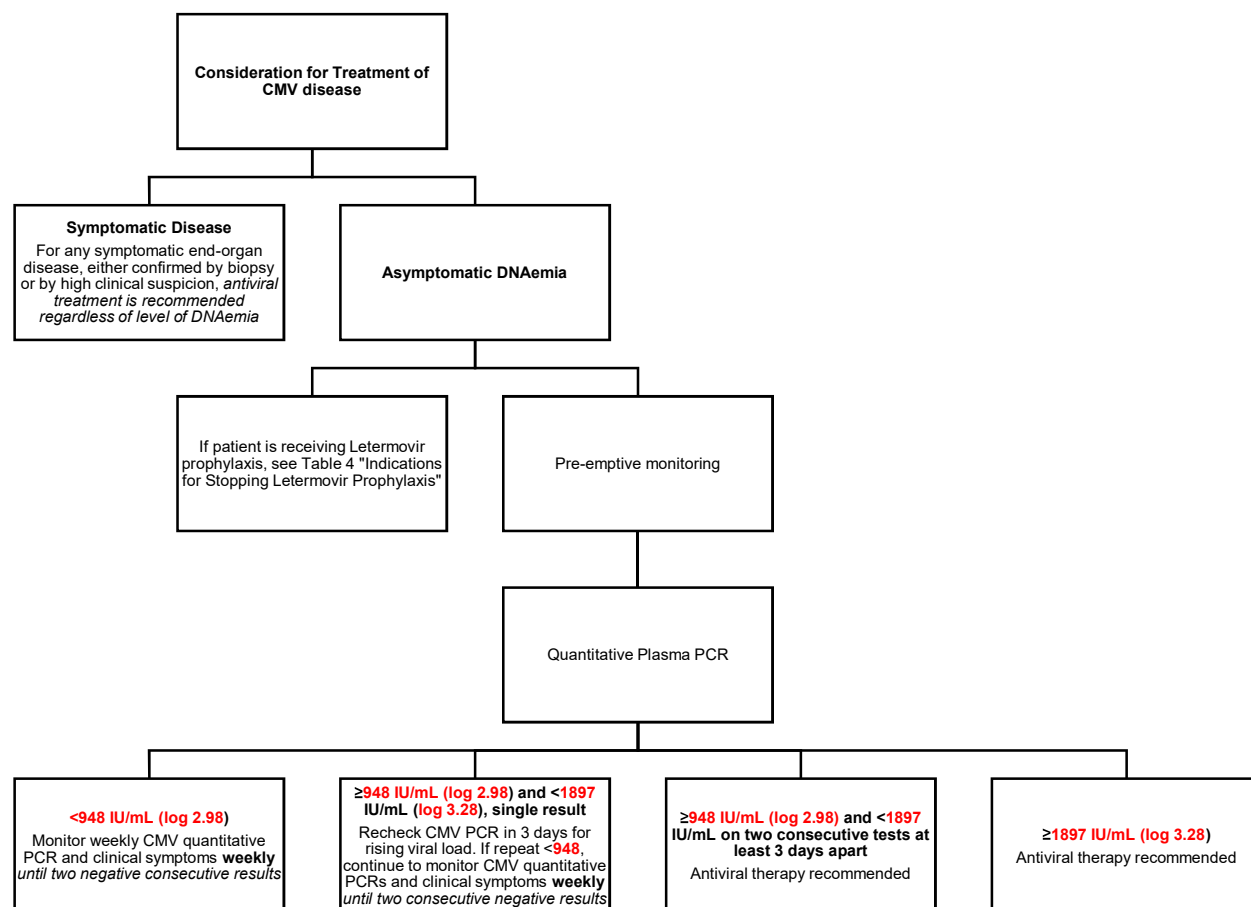 Consideration for Treatment of
CMV disease
Symptomatic Disease
For any symptomatic end-organ
disease, either confirmed by biopsy
or by high clinical suspicion, antiviral
treatment is recommended
regardless of level of DNAemia
Asymptomatic DNAemia
If patient is receiving Letermovir
prophylaxis, see Table 4 "Indications
for Stopping Letermovir Prophylaxis"
Pre-emptive monitoring
Quantitative Plasma PCR
<948 IU/mL (log 2.98)
Monitor weekly CMV quantitative
PCR and clinical symptoms weekly
until two negative consecutive results
≥948 IU/mL (log 2.98) and <1897
IU/mL (log 3.28), single result
Recheck CMV PCR in 3 days for
rising viral load. If repeat <948,
continue to monitor CMV quantitative
PCRs and clinical symptoms weekly
until two consecutive negative results
≥948 IU/mL (log 2.98) and <1897
IU/mL on two consecutive tests at
least 3 days apart
Antiviral therapy recommended
≥1897 IU/mL (log 3.28)
Antiviral therapy recommended